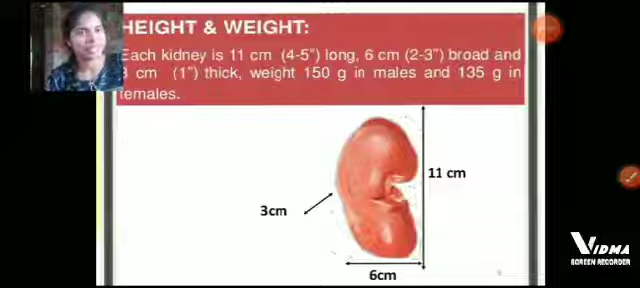 HEIGHT & WEIGHT:
Each kidney is 11 cm (4-5") long, 6 cm (2-3") broad and
3 cm (1") thick, weight 150 g in males and 135 g in
females.
11 cm
3cm
6cm
VIDMA
SCREEN RECORDER